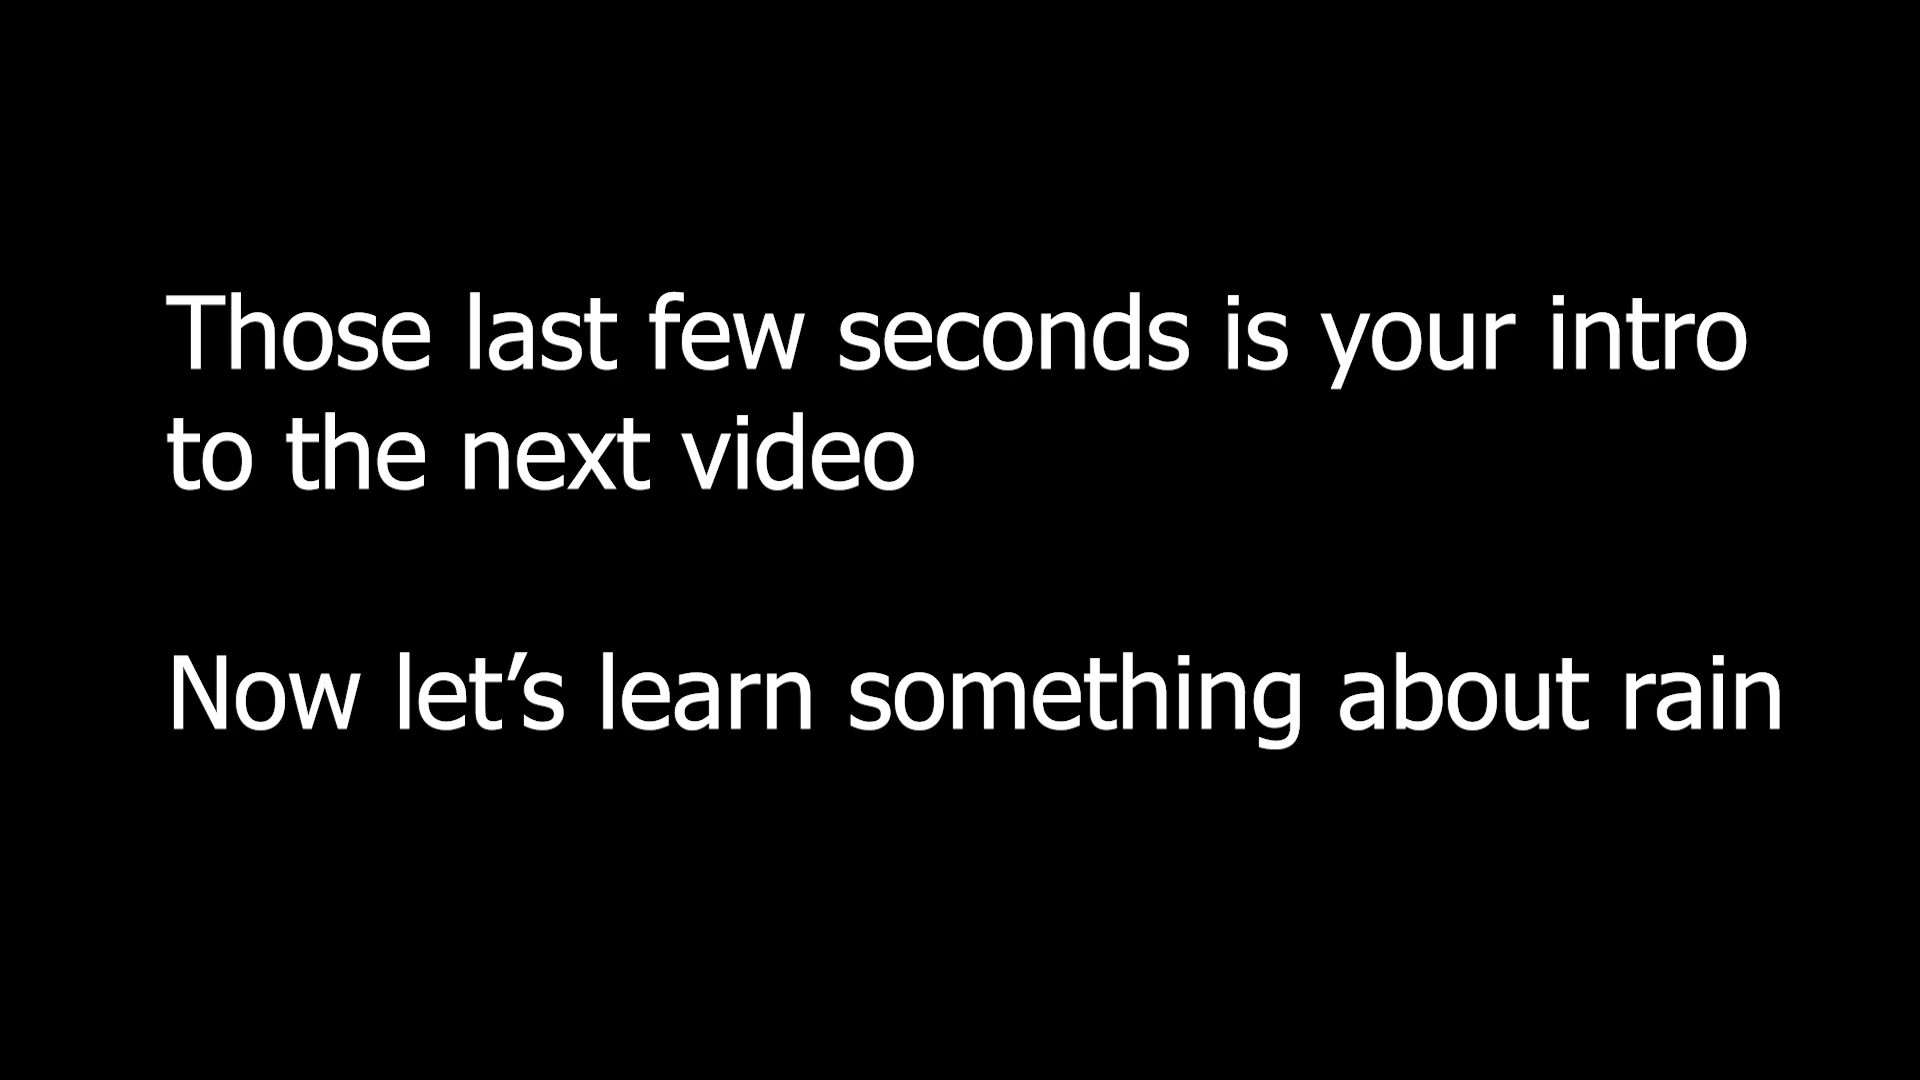 Those last few seconds is your intro
to the next video
Now let’s learn something about rain